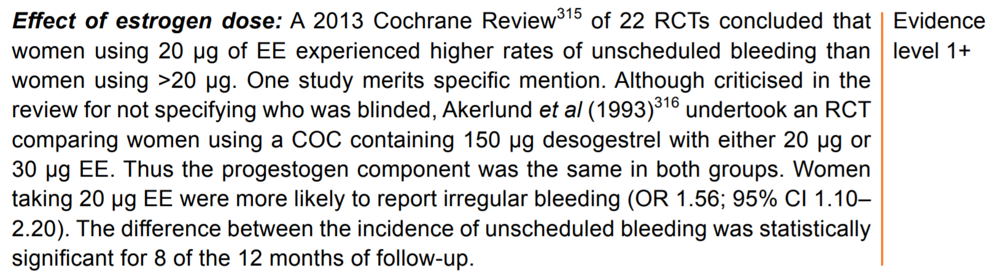 Effect of estrogen dose: A 2013 Cochrane Review315 of 22 RCTs concluded that
women using 20 µg of EE experienced higher rates of unscheduled bleeding than
women using >20 µg. One study merits specific mention. Although criticised in the
review for not specifying who was blinded, Akerlund et al (1993)316 undertook an RCT
comparing women using a COC containing 150 µg desogestrel with either 20 µg or
30 µg EE. Thus the progestogen component was the same in both groups. Women
taking 20 µg EE were more likely to report irregular bleeding (OR 1.56; 95% CI 1.10–
2.20). The difference between the incidence of unscheduled bleeding was statistically
significant for 8 of the 12 months of follow-up.
Evidence
level 1+